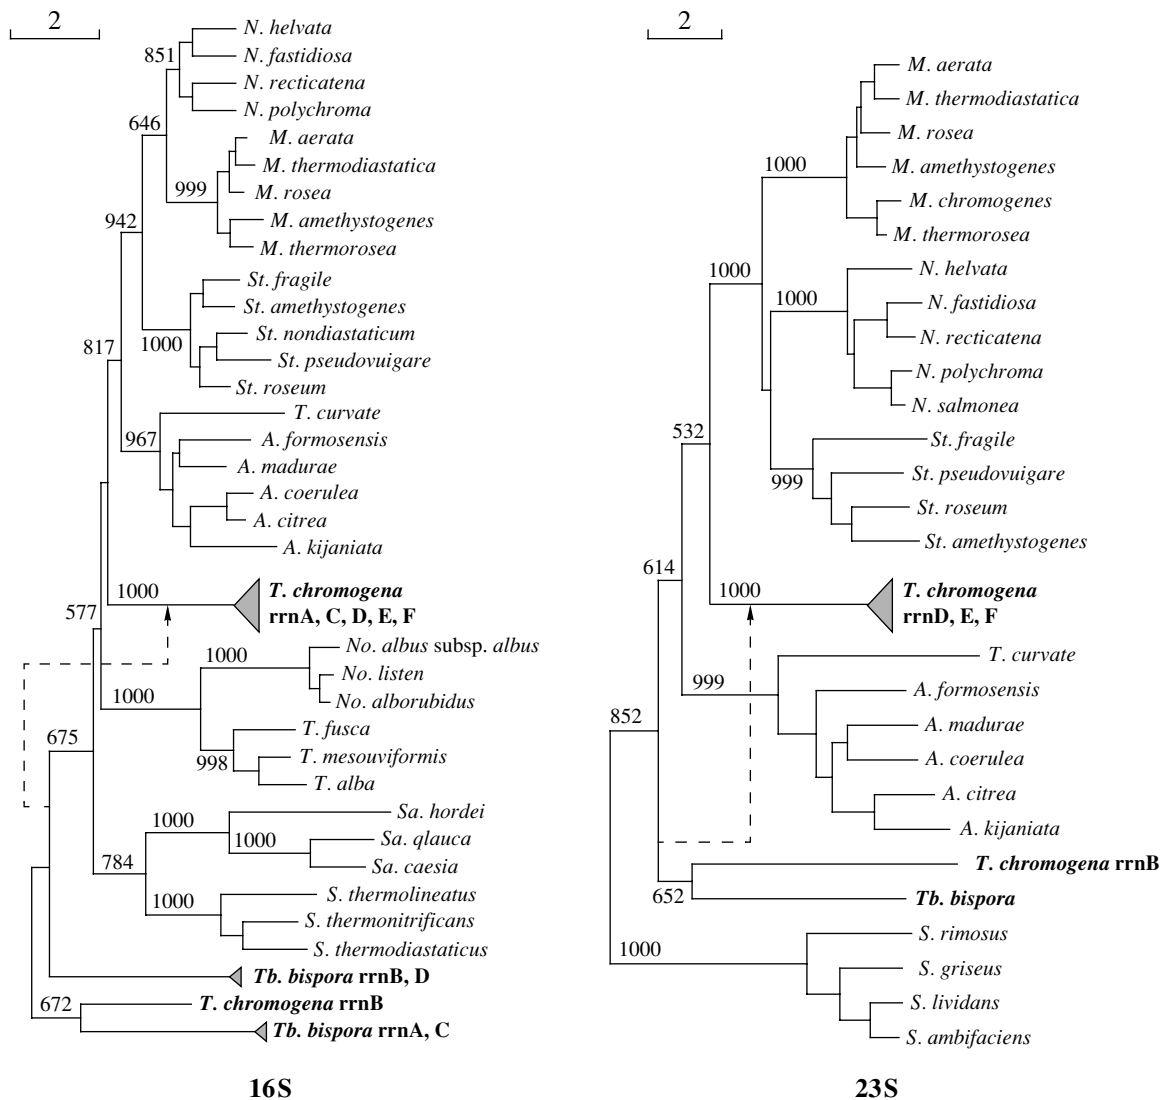 2
N. helvata
851
N. fastidiosa
N. recticatena
N. polychroma
646
M. aerata
M. thermodiastatica
999
M. rosea
M. amethystogenes
942
M. thermorosea
St. fragile
St. amethystogenes
St. nondiastaticum
1000
817
St. pseudovuigare
St. roseum
T. curvate
967
A. formosensis
A. madurae
A. coerulea
A. citrea
A. kijaniata
1000
T. chromogena
rrnA, C, D, E, F
577
No. albus subsp. albus
1000
No. listen
1000
No. alborubidus
T. fusca
675
T. mesouviformis
998
T. alba
Sa. hordei
1000
Sa. qlauca
1000
784
Sa. caesia
S. thermolineatus
1000
S. thermonitrificans
S. thermodiastaticus
Tb. bispora rrnB, D
672
T. chromogena rrnB
Tb. bispora rrnA, C
16S
2
M. aerata
M. thermodiastatica
M. rosea
1000
M. amethystogenes
M. chromogenes
M. thermorosea
1000
N. helvata
1000
N. fastidiosa
N. recticatena
N. polychroma
N. salmonea
532
St. fragile
999
St. pseudovuigare
St. roseum
St. amethystogenes
614
1000
T. chromogena
rrnD, E, F
T. curvate
999
A. formosensis
852
A. madurae
A. coerulea
A. citrea
A. kijaniata
T. chromogena rrnB
652
Tb. bispora
S. rimosus
1000
S. griseus
S. lividans
S. ambifaciens
23S